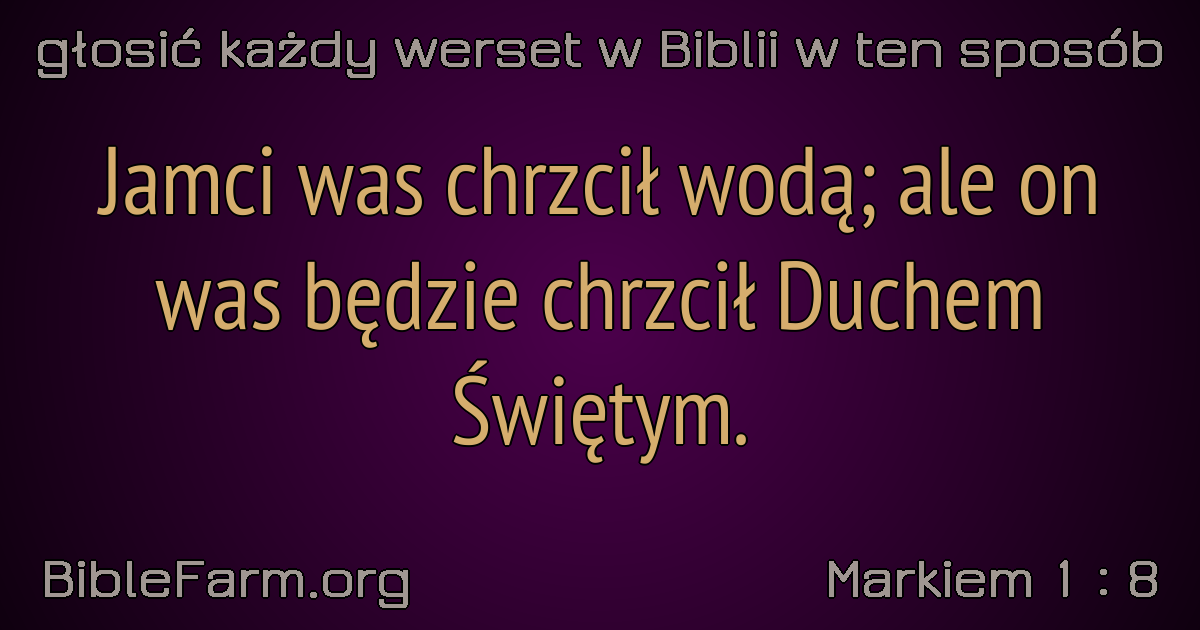 głosić każdy werset w Biblii w ten sposób
Jamci was chrzcił wodą; ale on
was będzie chrzcił Duchem
Świętym.
BibleFarm.org
Markiem 1 : 8